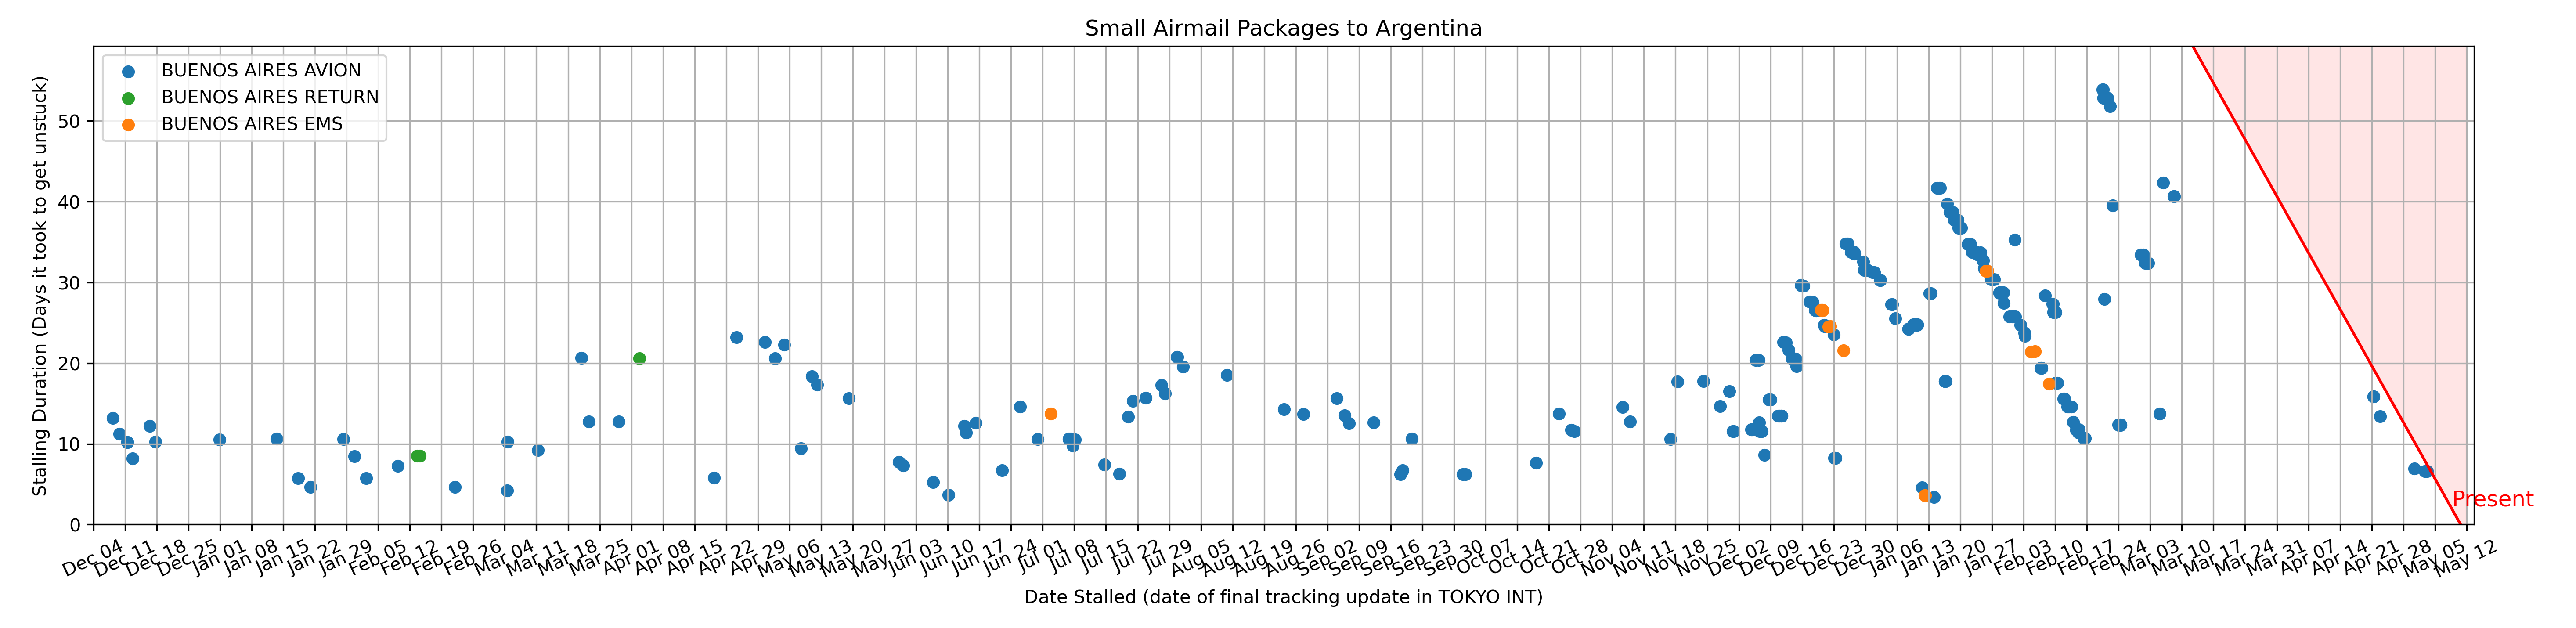 Small Airmail Packages to Argentina
BUENOS AIRES AVION
BUENOS AIRES RETURN
BUENOS AIRES EMS
Stalling Duration (Days it took to get unstuck)
50
40
30
20
10
0
Present
Dec 04
Dec 11
Dec 18
Dec 25
Jan 01
Jan 08
Jan 15
Jan 22
Jan 29
Feb 05
Feb 12
Feb 19
Feb 26
Mar 04
Mar 11
Mar 18
Mar 25
Apr 01
Apr 08
Apr 15
Apr 22
Apr 29
May 06
May 13
May 20
May 27
Jun 03
Jun 10
Jun 17
Jun 24
Jul 01
Jul 08
Jul 15
Jul 22
Jul 29
Aug 05
Aug 12
Aug 19
Aug 26
Sep 02
Sep 09
Sep 16
Sep 23
Sep 30
Oct 07
Oct 14
Oct 21
Oct 28
Nov 04
Nov 11
Nov 18
Nov 25
Dec 02
Dec 09
Dec 16
Dec 23
Dec 30
Jan 06
Jan 13
Jan 20
Jan 27
Feb 03
Feb 10
Feb 17
Feb 24
Mar 03
Mar 10
Mar 17
Mar 24
Mar 31
Apr 07
Apr 14
Apr 21
Apr 28
May 05
May 12
Date Stalled (date of final tracking update in TOKYO INT)